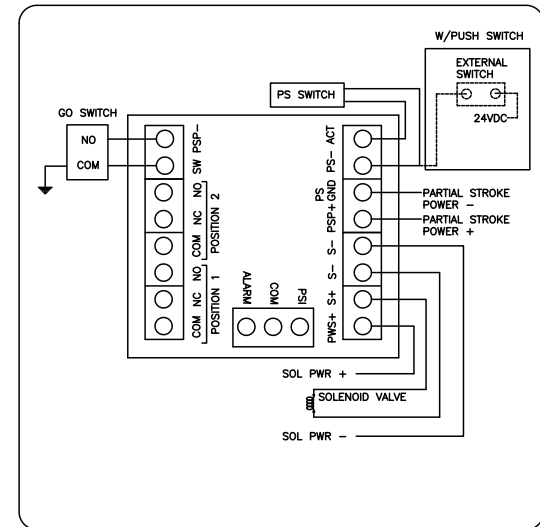 W/PUSH SWITCH
EXTERNAL
SWITCH
24VDC
PS SWITCH
GO SWITCH
NO
COM
PSP-
SW
NO
NC
COM
POSITION 2
NO
NC
COM
POSITION 1
ALARM
COM
PSI
ACT
PS-
PS
GND
PSP+
S-
S-
S+
PWS+
PARTIAL STROKE
POWER -
PARTIAL STROKE
POWER +
SOL PWR +
SOLENOID VALVE
SOL PWR -